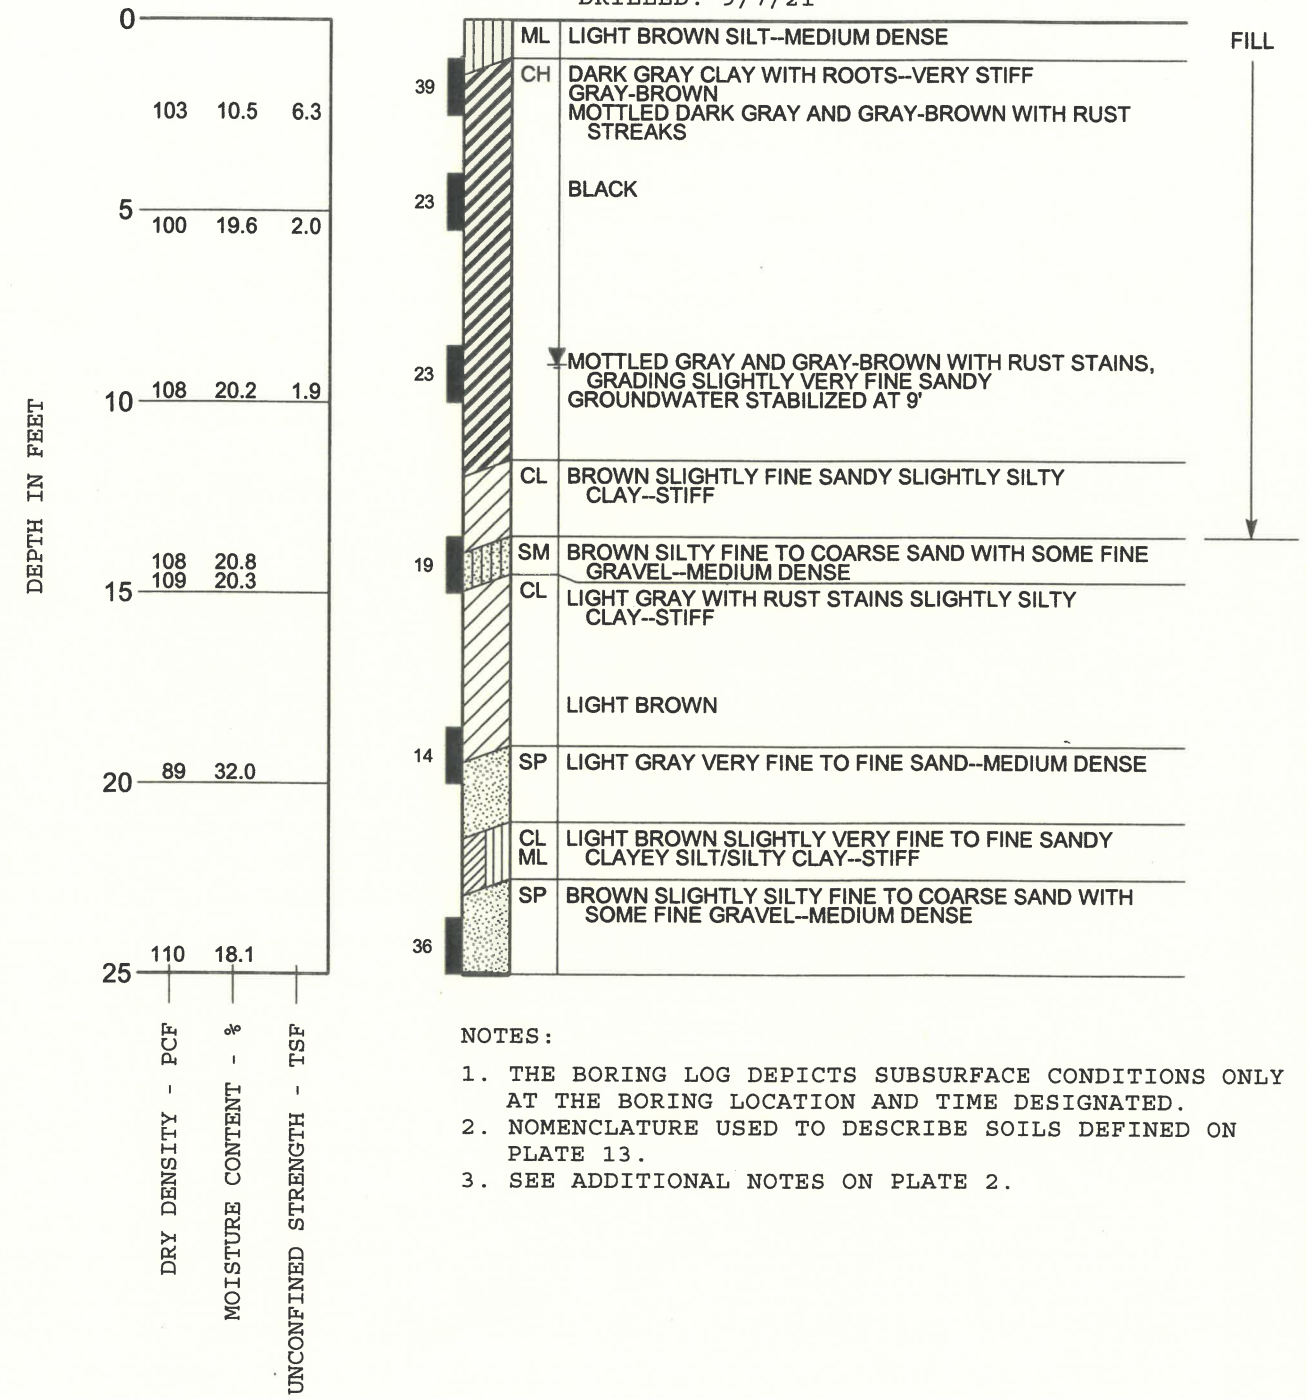 DRILLED: 9/7/21
0
ML LIGHT BROWN SILT--MEDIUM DENSE
FILL
39
CH DARK GRAY CLAY WITH ROOTS--VERY STIFF
GRAY-BROWN
103 10.5 6.3
MOTTLED DARK GRAY AND GRAY-BROWN WITH RUST
STREAKS
23
BLACK
5
100 19.6 2.0
23
MOTTLED GRAY AND GRAY-BROWN WITH RUST STAINS,
GRADING SLIGHTLY VERY FINE SANDY
GROUNDWATER STABILIZED AT 9'
10
108 20.2 1.9
CL BROWN SLIGHTLY FINE SANDY SLIGHTLY SILTY
CLAY--STIFF
19
SM BROWN SILTY FINE TO COARSE SAND WITH SOME FINE
GRAVEL--MEDIUM DENSE
108 20.8
109 20.3
15
CL LIGHT GRAY WITH RUST STAINS SLIGHTLY SILTY
CLAY--STIFF
LIGHT BROWN
14
SP LIGHT GRAY VERY FINE TO FINE SAND--MEDIUM DENSE
89 32.0
20
CL LIGHT BROWN SLIGHTLY VERY FINE TO FINE SANDY
ML CLAYEY SILT/SILTY CLAY--STIFF
SP BROWN SLIGHTLY SILTY FINE TO COARSE SAND WITH
SOME FINE GRAVEL--MEDIUM DENSE
36
110 18.1
25
DEPTH IN FEET
DRY DENSITY - PCF
MOISTURE CONTENT - %
UNCONFINED STRENGTH - TSF
NOTES:
1. THE BORING LOG DEPICTS SUBSURFACE CONDITIONS ONLY
AT THE BORING LOCATION AND TIME DESIGNATED.
2. NOMENCLATURE USED TO DESCRIBE SOILS DEFINED ON
PLATE 13.
3. SEE ADDITIONAL NOTES ON PLATE 2.